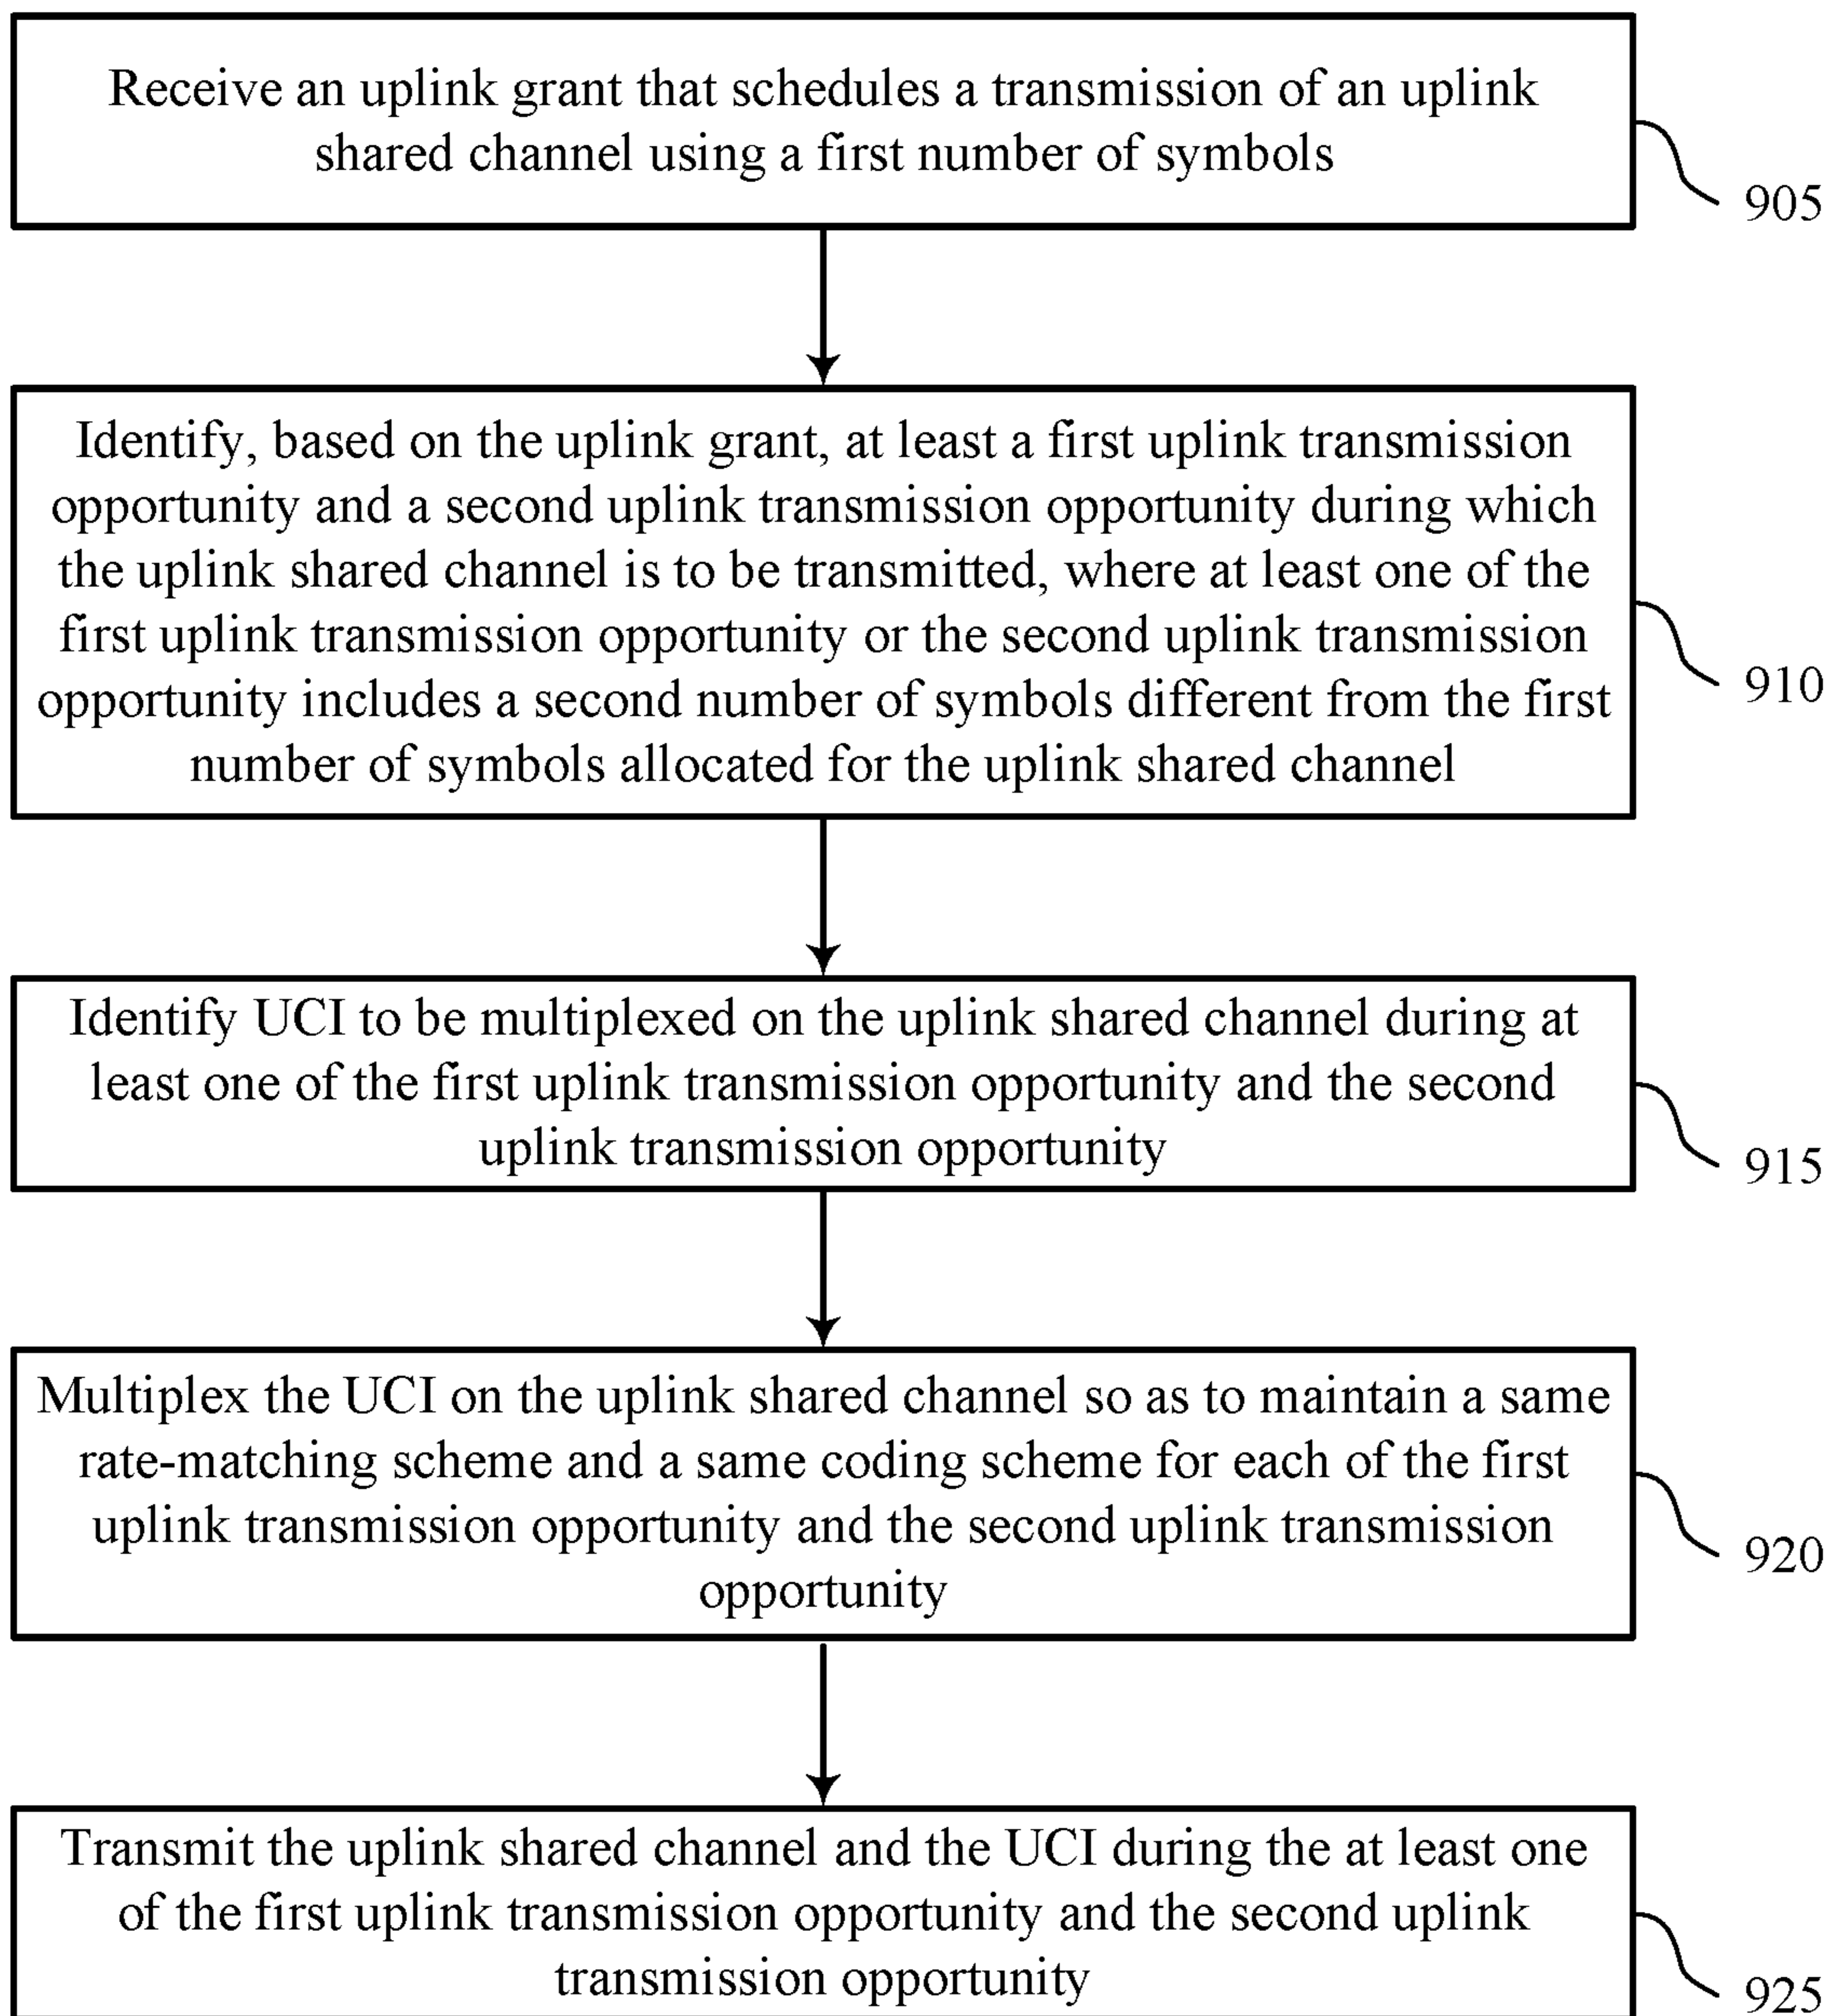 Receive an uplink grant that schedules a transmission of an uplink
shared channel using a first number of symbols
905
Identify, based on the uplink grant, at least a first uplink transmission
opportunity and a second uplink transmission opportunity during which
the uplink shared channel is to be transmitted, where at least one of the
first uplink transmission opportunity or the second uplink transmission
opportunity includes a second number of symbols different from the first
number of symbols allocated for the uplink shared channel
910
Identify UCI to be multiplexed on the uplink shared channel during at
least one of the first uplink transmission opportunity and the second
uplink transmission opportunity
915
Multiplex the UCI on the uplink shared channel so as to maintain a same
rate-matching scheme and a same coding scheme for each of the first
uplink transmission opportunity and the second uplink transmission
opportunity
920
Transmit the uplink shared channel and the UCI during the at least one
of the first uplink transmission opportunity and the second uplink
transmission opportunity
925